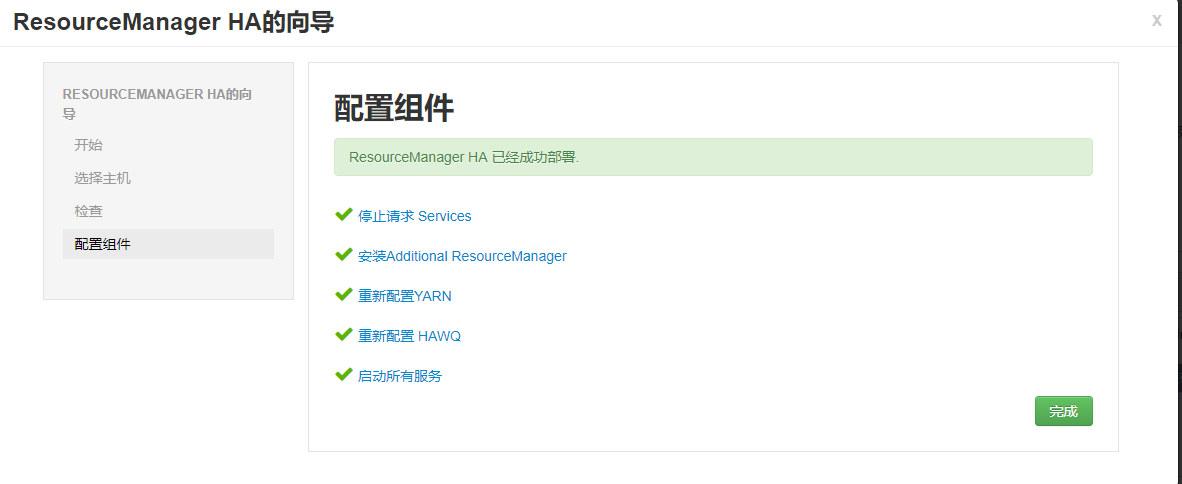 ResourceManager HA的向导
x
RESOURCEMANAGER HA的向
导
开始
选择主机
检查
配置组件
配置组件
ResourceManager HA 已经成功部署.
停止请求 Services
安装Additional ResourceManager
重新配置YARN
重新配置 HAWQ
启动所有服务
完成